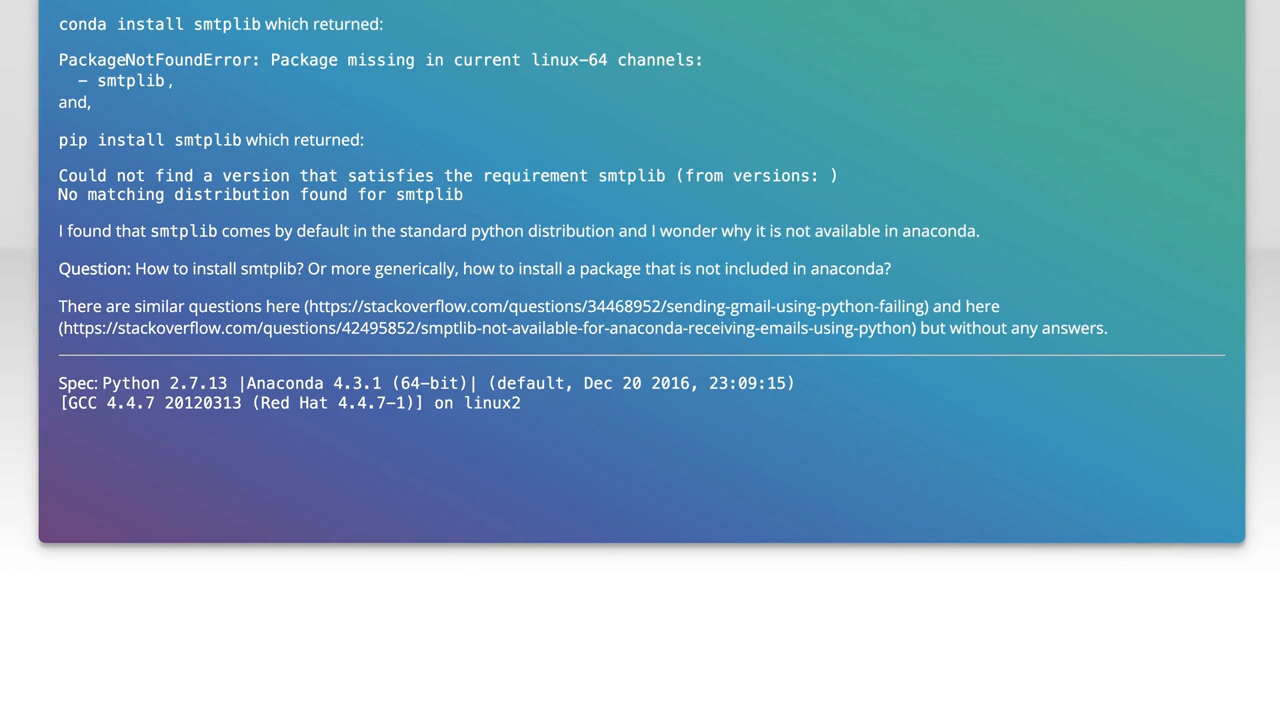 conda install smtplib which returned:
PackageNotFoundError: Package missing in current linux-64 channels:
- smtplib,
and,
pip install smtplib which returned:
Could not find a version that satisfies the requirement smtplib (from versions: )
No matching distribution found for smtplib
I found that smtplib comes by default in the standard python distribution and I wonder why it is not available in anaconda.
Question: How to install smtplib? Or more generically, how to install a package that is not included in anaconda?
There are similar questions here (https://stackoverflow.com/questions/34468952/sending-gmail-using-python-failing) and here
(https://stackoverflow.com/questions/42495852/smptlib-not-available-for-anaconda-receiving-emails-using-python) but without any answers.
Spec: Python 2.7.13 |Anaconda 4.3.1 (64-bit)| (default, Dec 20 2016, 23:09:15)
[GCC 4.4.7 20120313 (Red Hat 4.4.7-1)] on linux2